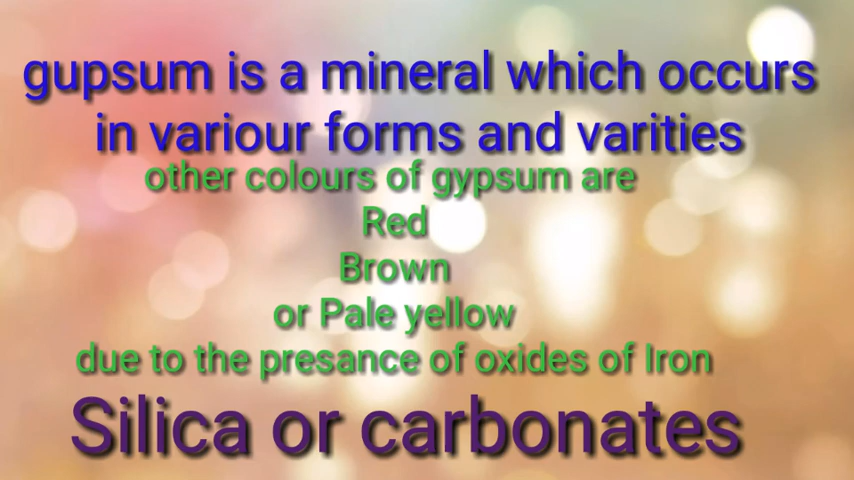 gupsum is a mineral which occurs
in variour forms and varities
other colours of gypsum are
Red
Brown
or Pale yellow
due to the presance of oxides of Iron
Silica or carbonates